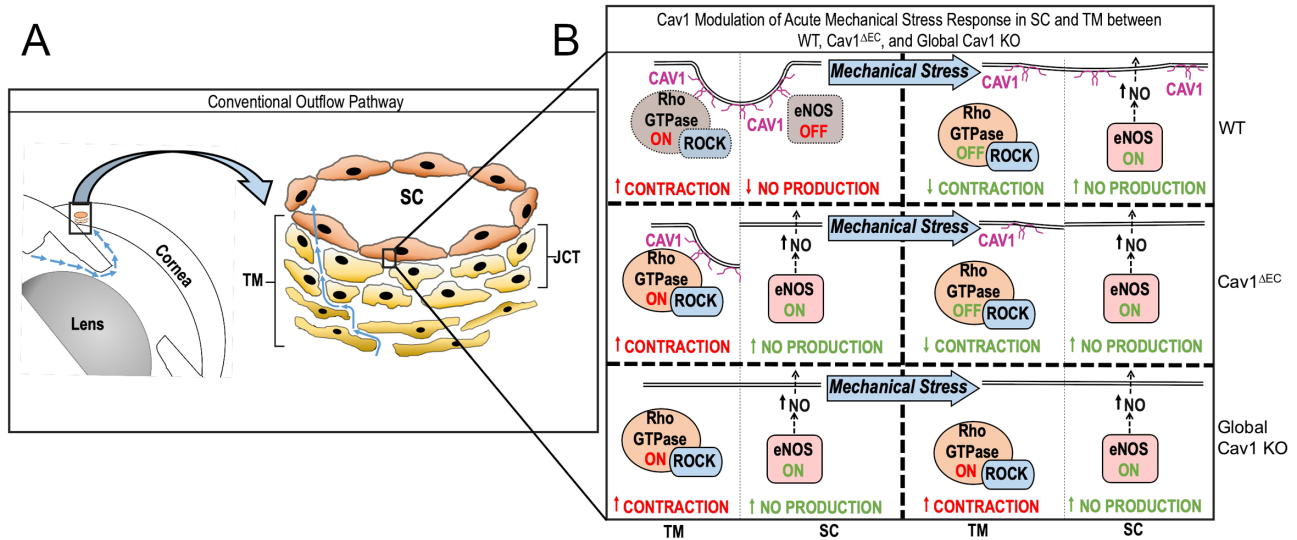 A
Conventional Outflow Pathway
Cornea
Lens
SC
TM
JCT
B
Cav1 Modulation of Acute Mechanical Stress Response in SC and TM between
WT, Cav1ΔEC, and Global Cav1 KO
CAV1
Rho
GTPase
ON
ROCK
CAV1
eNOS
OFF
Mechanical Stress
CAV1
CAV1
Rho
GTPase
OFF
ROCK
↑NO
eNOS
ON
WT
↑ CONTRACTION
↓ NO PRODUCTION
↓ CONTRACTION
↑ NO PRODUCTION
CAV1
Rho
GTPase
ON
ROCK
↑NO
eNOS
ON
Mechanical Stress
CAV1
Rho
GTPase
OFF
ROCK
↑NO
eNOS
ON
Cav1ΔEC
↑ CONTRACTION
↑ NO PRODUCTION
↓ CONTRACTION
↑ NO PRODUCTION
Rho
GTPase
ON
ROCK
↑NO
eNOS
ON
Mechanical Stress
Rho
GTPase
ON
ROCK
↑NO
eNOS
ON
Global
Cav1 KO
↑ CONTRACTION
↑ NO PRODUCTION
↑ CONTRACTION
↑ NO PRODUCTION
TM
SC
TM
SC